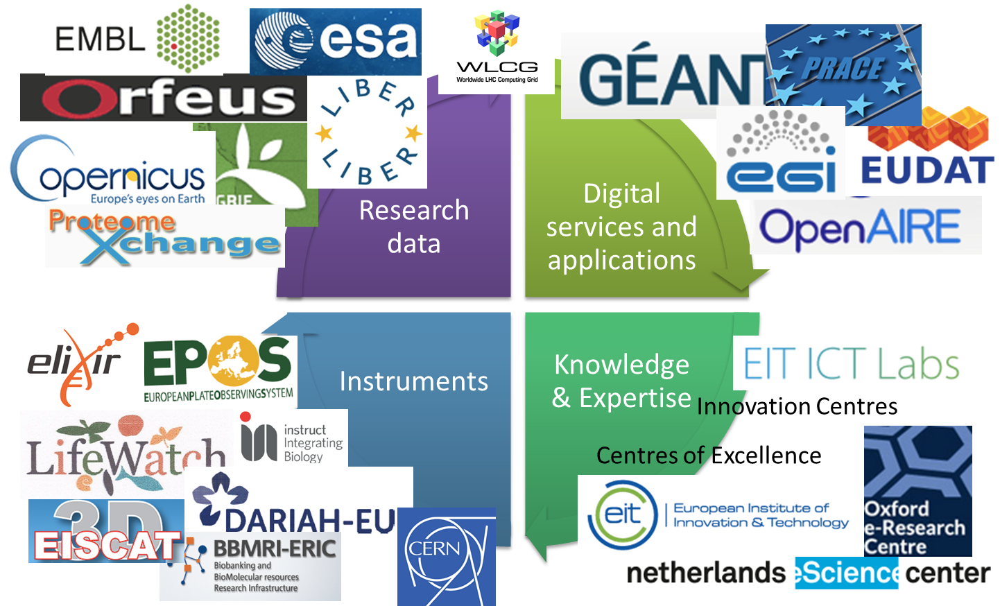 EMBL
esa
WLCG
Worldwide LHC Computing Grid
GÉANT
PRACE
Orfeus
LIBER
LIBER
egi
EUDAT
Copernicus
Europe's eyes on Earth
GBIF
OpenAIRE
Proteome
Xchange
Research
data
Digital
services and
applications
elixir
EPOS
EUROPEANPLATEOBSERVINGSYSTEM
Instruments
Knowledge
& Expertise
EIT ICT Labs
Innovation Centres
LifeWatch
instruct
Integrating
Biology
Centres of Excellence
DARIAH-EU
3D
EISCAT
BBMRI-ERIC
Biobanking and
BioMolecular resources
Research Infrastructure
CERN
eit
European Institute of
Innovation & Technology
Oxford
e-Research
Centre
netherlands eScience center